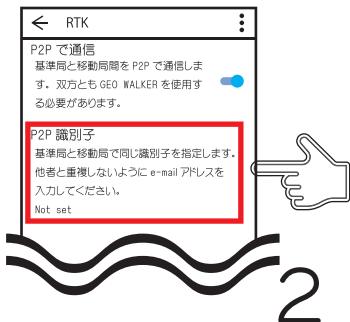 ← RTK
P2P で通信
基準局と移動局間を P2P で通信しま
す。双方とも GEO WALKER を使用す
る必要があります。
P2P 識別子
基準局と移動局で同じ識別子を指定します。
他者と重複しないように e-mail アドレスを
入力してください。
Not set
2